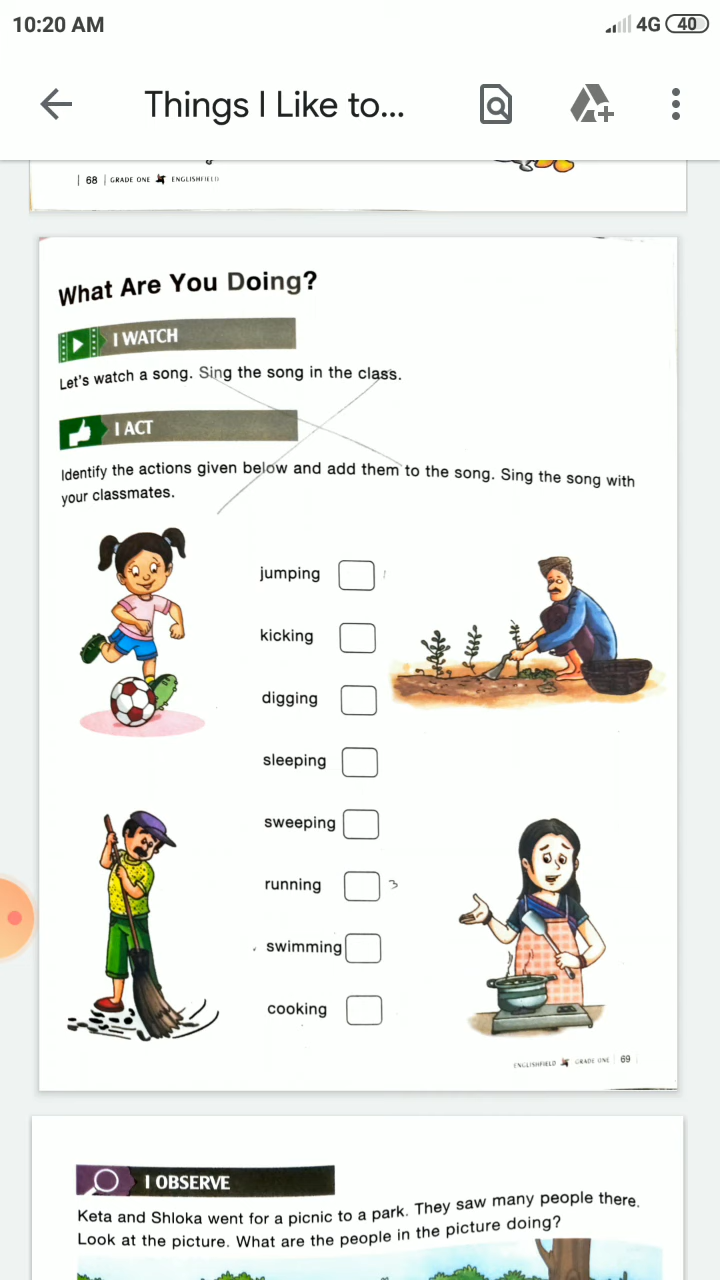 10:20 AM
4G 40
Things I Like to...
68 GRADE ONE ENGLISHFIELD
What Are You Doing?
I WATCH
Let's watch a song. Sing the song in the class.
I ACT
Identify the actions given below and add them to the song. Sing the song with
your classmates.
jumping
kicking
digging
sleeping
sweeping
running 3
swimming
cooking
ENGLISHFIELD GRADE ONE 69
I OBSERVE
Keta and Shloka went for a picnic to a park. They saw many people there.
Look at the picture. What are the people in the picture doing?